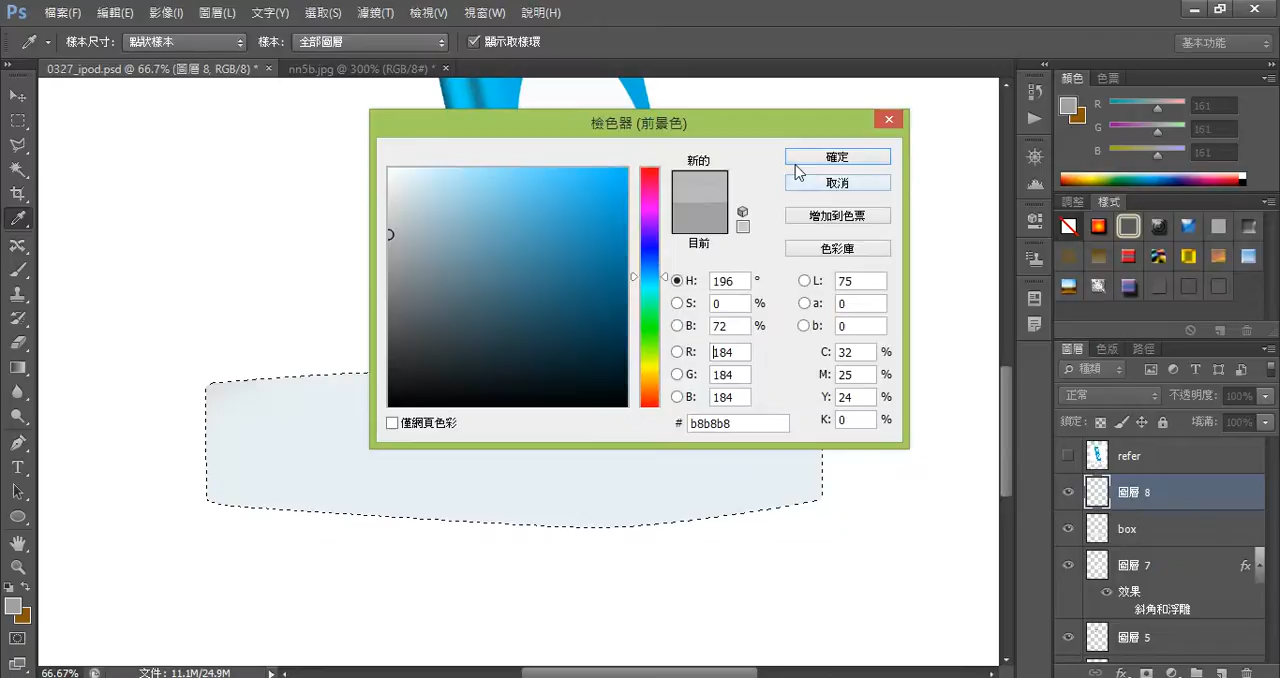 Ps 檔案(F) 編輯(E) 影像(I) 圖層(L) 文字(Y) 選取(S) 濾鏡(T) 檢視(V) 視窗(W) 說明(H)
樣本尺寸: 點狀樣本 樣本: 全部圖層 顯示取樣環 基本功能
0327_ipod.psd @ 66.7% (圖層 8, RGB/8) * × nn5b.jpg @ 300% (RGB/8#) * ×
顏色 色票
R 161
G 161
B 161
調整 樣式
檢色器 (前景色)
新的
目前
確定
取消
增加到色票
色彩庫
H: 196 °
S: 0 %
B: 72 %
R: 184
G: 184
B: 184
L: 75
a: 0
b: 0
C: 32 %
M: 25 %
Y: 24 %
K: 0 %
# b8b8b8
僅網頁色彩
圖層 色版 路徑
種類
正常 不透明度: 100%
鎖定: 填滿: 100%
refer
圖層 8
box
圖層 7 fx
效果
斜角和浮雕
圖層 5
66.67% 文件: 11.1M/24.9M